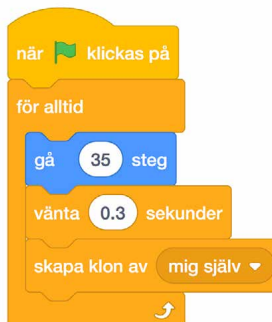 när klickas på
för alltid
gå 35 steg
vänta 0.3 sekunder
skapa klon av mig själv